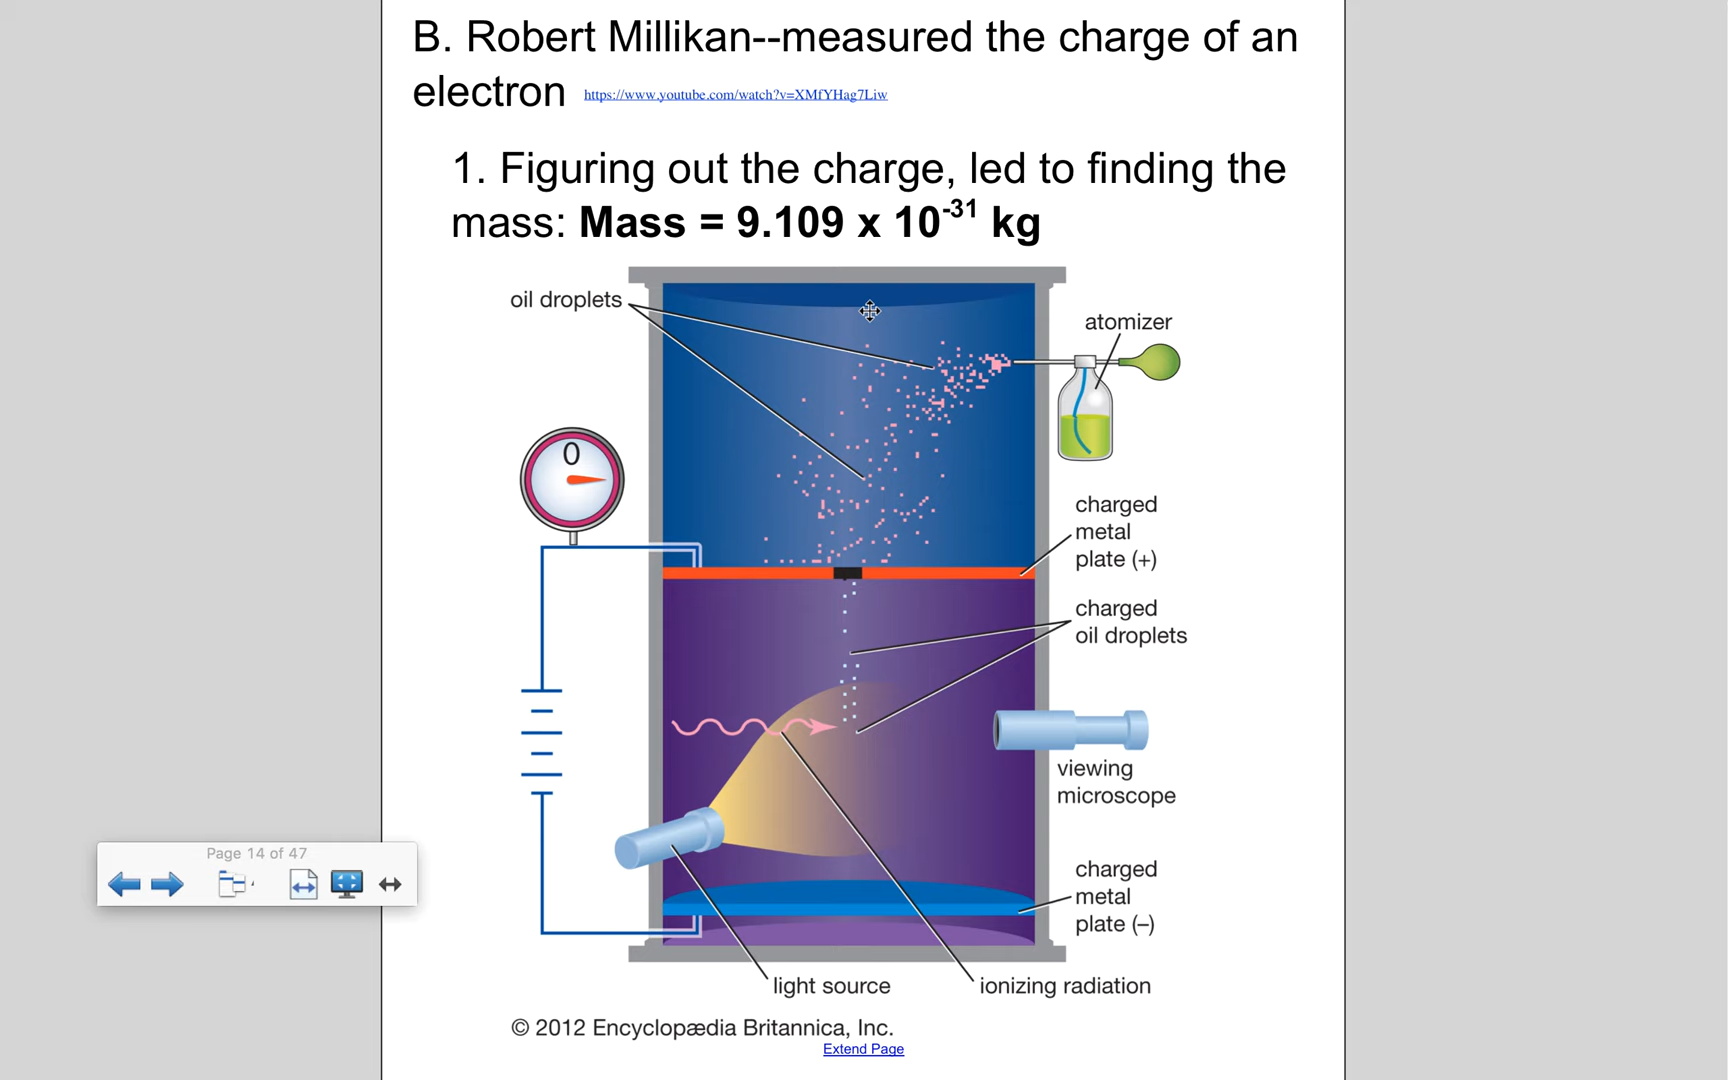 B. Robert Millikan--measured the charge of an
electron https://www.youtube.com/watch?v=XMfYHag7Liw
1. Figuring out the charge, led to finding the
mass: Mass = 9.109 x 10⁻³¹ kg
oil droplets
atomizer
0
charged
metal
plate (+)
charged
oil droplets
viewing
microscope
Page 14 of 47
charged
metal
plate (–)
light source
ionizing radiation
© 2012 Encyclopædia Britannica, Inc.
Extend Page